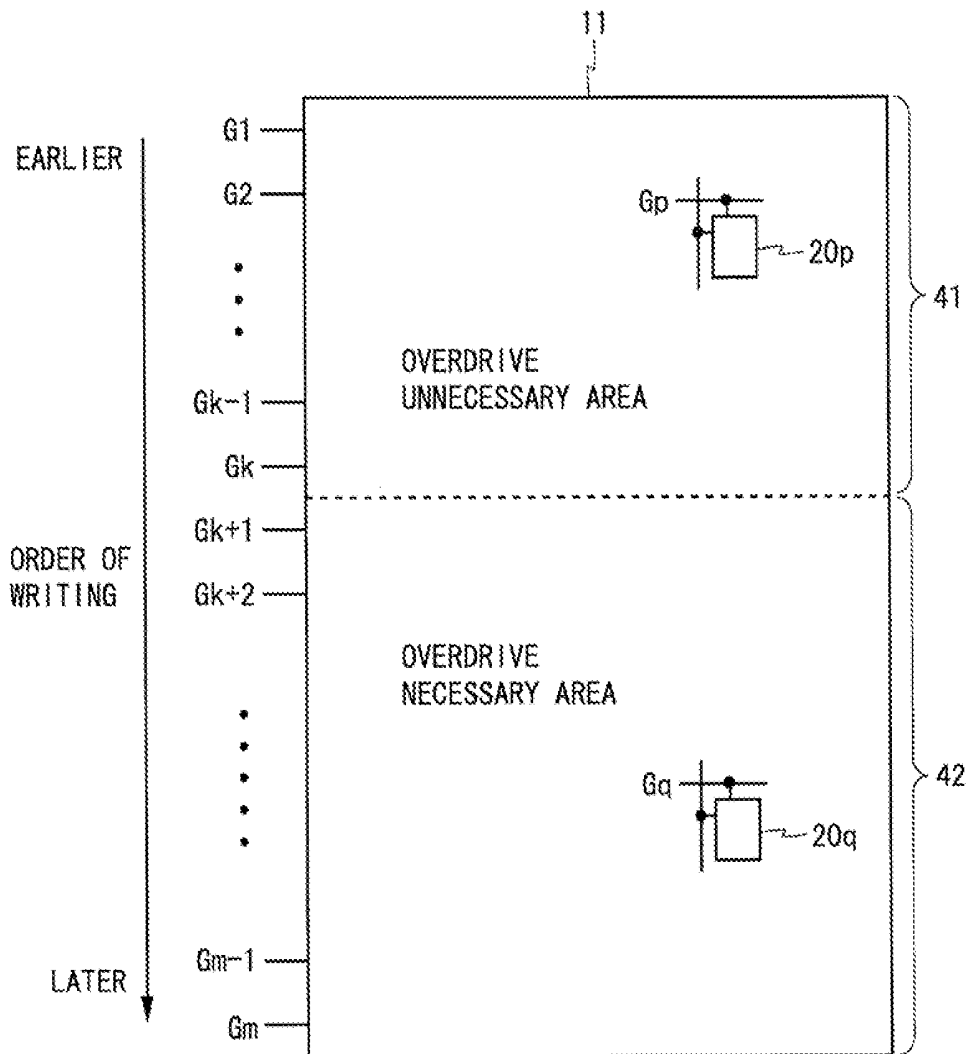 11
G1
EARLIER
G2
Gp
20p
41
OVERDRIVE
UNNECESSARY AREA
Gk-1
Gk
Gk+1
ORDER OF
WRITING
Gk+2
OVERDRIVE
NECESSARY AREA
Gq
42
20q
Gm-1
LATER
Gm